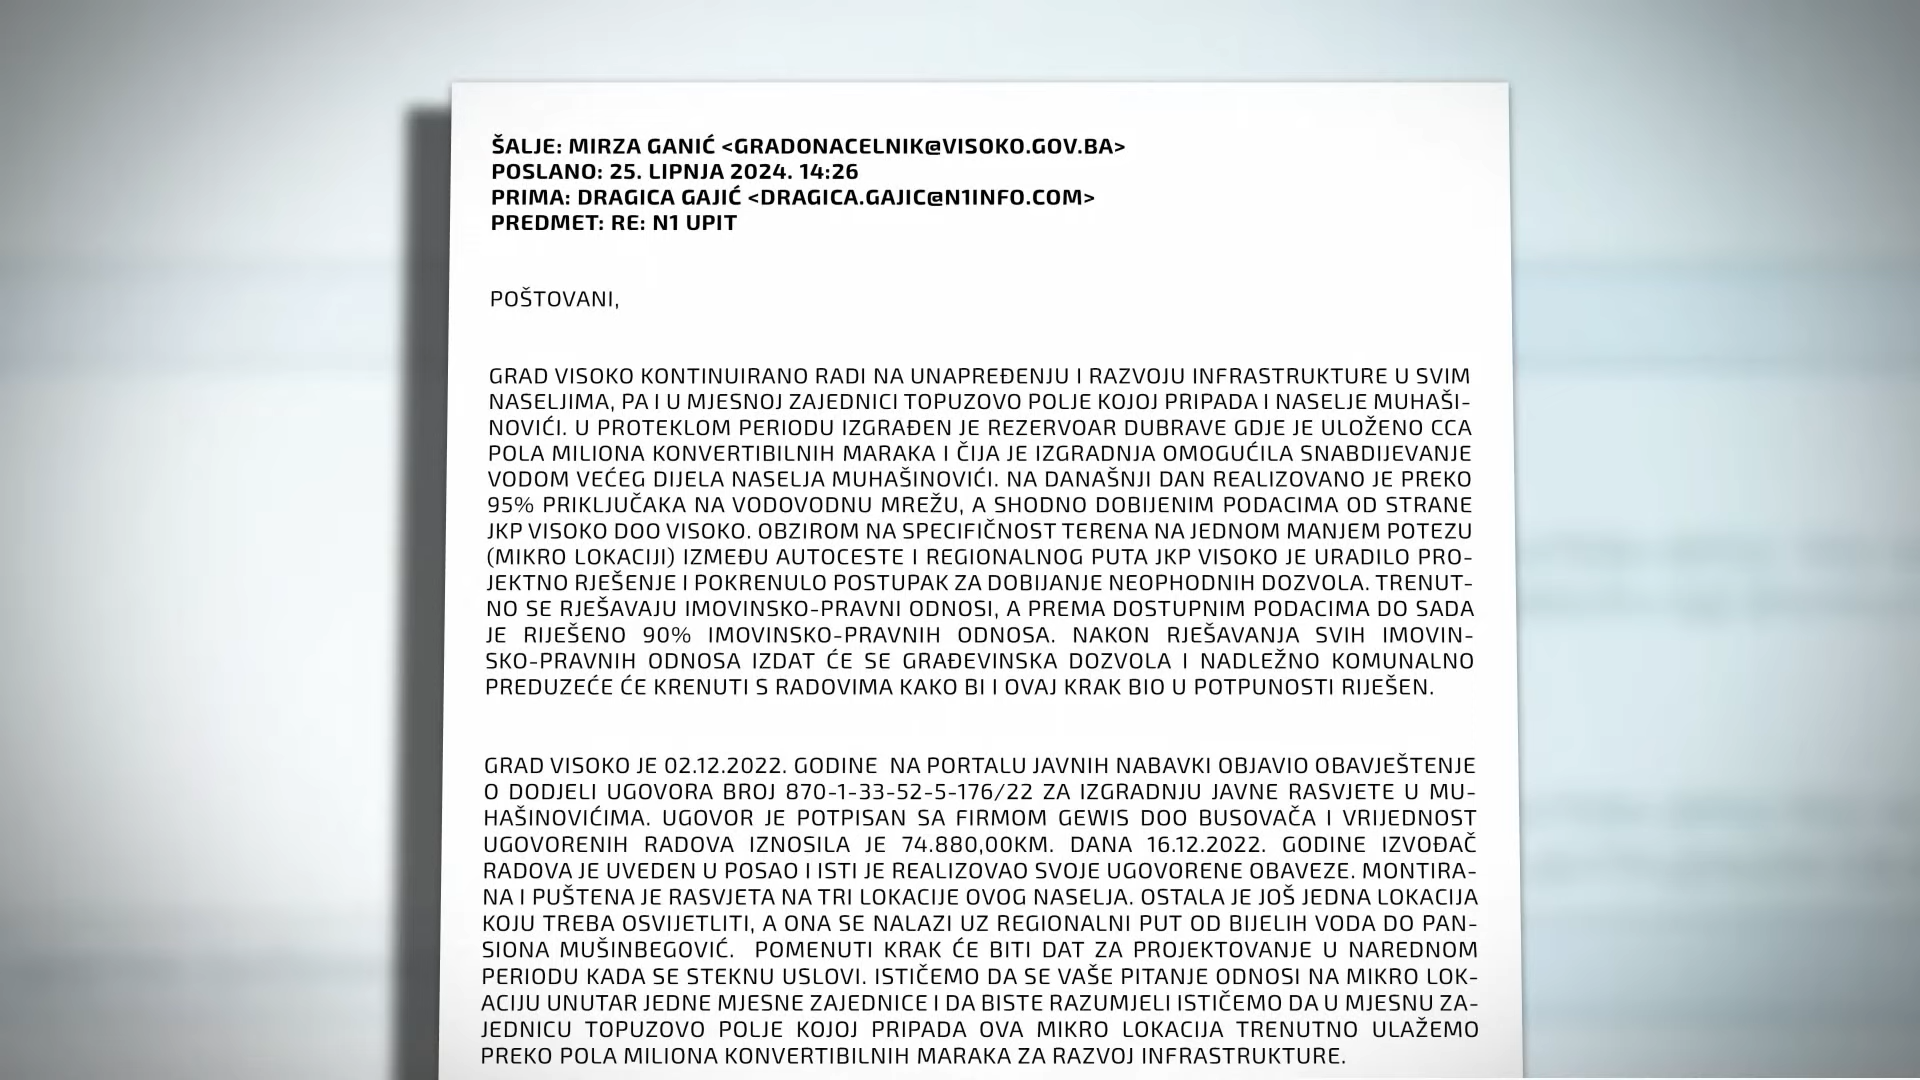 ŠALJE: MIRZA GANIĆ <GRADONACELNIK@VISOKO.GOV.BA>
POSLANO: 25. LIPNJA 2024. 14:26
PRIMA: DRAGICA GAJIĆ <DRAGICA.GAJIC@N1INFO.COM>
PREDMET: RE: N1 UPIT
POŠTOVANI,
GRAD VISOKO KONTINUIRANO RADI NA UNAPREĐENJU I RAZVOJU INFRASTRUKTURE U SVIM
NASELJIMA, PA I U MJESNOJ ZAJEDNICI TOPUZOVO POLJE KOJOJ PRIPADA I NASELJE MUHAŠI-
NOVIĆI. U PROTEKLOM PERIODU IZGRAĐEN JE REZERVOAR DUBRAVE GDJE JE ULOŽENO CCA
POLA MILIONA KONVERTIBILNIH MARAKA I ČIJA JE IZGRADNJA OMOGUĆILA SNABDIJEVANJE
VODOM VEĆEG DIJELA NASELJA MUHAŠINOVIĆI. NA DANAŠNJI DAN REALIZOVANO JE PREKO
95% PRIKLJUČAKA NA VODOVODNU MREŽU, A SHODNO DOBIJENIM PODACIMA OD STRANE
JKP VISOKO DOO VISOKO. OBZIROM NA SPECIFIČNOST TERENA NA JEDNOM MANJEM POTEZU
(MIKRO LOKACIJI) IZMEĐU AUTOCESTE I REGIONALNOG PUTA JKP VISOKO JE URADILO PRO-
JEKTNO RJEŠENJE I POKRENULO POSTUPAK ZA DOBIJANJE NEOPHODNIH DOZVOLA. TRENUT-
NO SE RJEŠAVAJU IMOVINSKO-PRAVNI ODNOSI, A PREMA DOSTUPNIM PODACIMA DO SADA
JE RIJEŠENO 90% IMOVINSKO-PRAVNIH ODNOSA. NAKON RJEŠAVANJA SVIH IMOVIN-
SKO-PRAVNIH ODNOSA IZDAT ĆE SE GRAĐEVINSKA DOZVOLA I NADLEŽNO KOMUNALNO
PREDUZEĆE ĆE KRENUTI S RADOVIMA KAKO BI I OVAJ KRAK BIO U POTPUNOSTI RIJEŠEN.
GRAD VISOKO JE 02.12.2022. GODINE NA PORTALU JAVNIH NABAVKI OBJAVIO OBAVJEŠTENJE
O DODJELI UGOVORA BROJ 870-1-33-52-5-176/22 ZA IZGRADNJU JAVNE RASVJETE U MU-
HAŠINOVIĆIMA. UGOVOR JE POTPISAN SA FIRMOM GEWIS DOO BUSOVAČA I VRIJEDNOST
UGOVORENIH RADOVA IZNOSILA JE 74.880,00KM. DANA 16.12.2022. GODINE IZVOĐAČ
RADOVA JE UVEDEN U POSAO I ISTI JE REALIZOVAO SVOJE UGOVORENE OBAVEZE. MONTIRA-
NA I PUŠTENA JE RASVJETA NA TRI LOKACIJE OVOG NASELJA. OSTALA JE JOŠ JEDNA LOKACIJA
KOJU TREBA OSVIJETLITI, A ONA SE NALAZI UZ REGIONALNI PUT OD BIJELIH VODA DO PAN-
SIONA MUŠINBEGOVIĆ. POMENUTI KRAK ĆE BITI DAT ZA PROJEKTOVANJE U NAREDNOM
PERIODU KADA SE STEKNU USLOVI. ISTIČEMO DA SE VAŠE PITANJE ODNOSI NA MIKRO LOK-
ACIJU UNUTAR JEDNE MJESNE ZAJEDNICE I DA BISTE RAZUMJELI ISTIČEMO DA U MJESNU ZA-
JEDNICU TOPUZOVO POLJE KOJOJ PRIPADA OVA MIKRO LOKACIJA TRENUTNO ULAŽEMO
PREKO POLA MILIONA KONVERTIBILNIH MARAKA ZA RAZVOJ INFRASTRUKTURE.